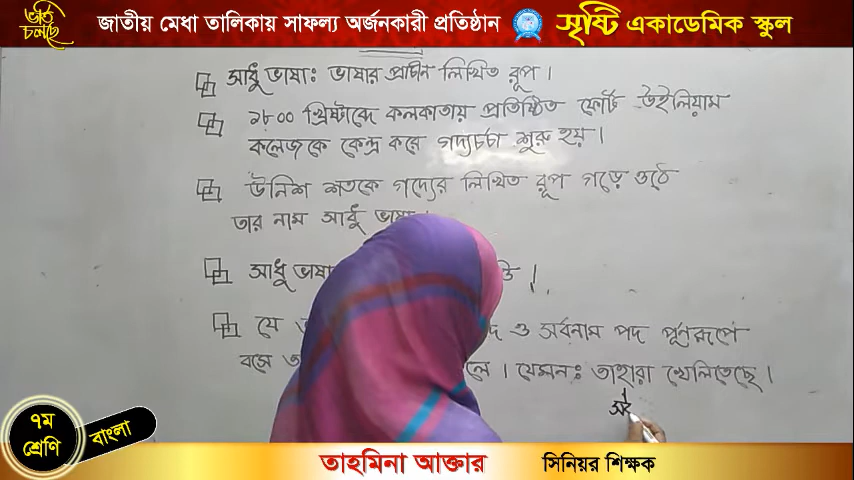 ভর্তি চলছে
জাতীয় মেধা তালিকায় সাফল্য অর্জনকারী প্রতিষ্ঠান সৃষ্টি একাডেমিক স্কুল
সাধু ভাষাঃ ভাষার প্রাচীন লিখিত রূপ।
১৮০০ খ্রিষ্টাব্দে কলকাতায় প্রতিষ্ঠিত ফোর্ট উইলিয়াম
কলেজকে কেন্দ্র করে গদ্যচর্চা শুরু হয়।
উনিশ শতকে গদ্যের লিখিত রূপ গড়ে ওঠে
তার নাম সাধু ভাষা।
সাধু ভাষা
যে ও সর্বনাম পদ পূর্ণরূপে
বসে লে। যেমনঃ তাহারা খেলিতেছে।
৭ম
শ্রেণি
বাংলা
তাহমিনা আক্তার সিনিয়র শিক্ষক